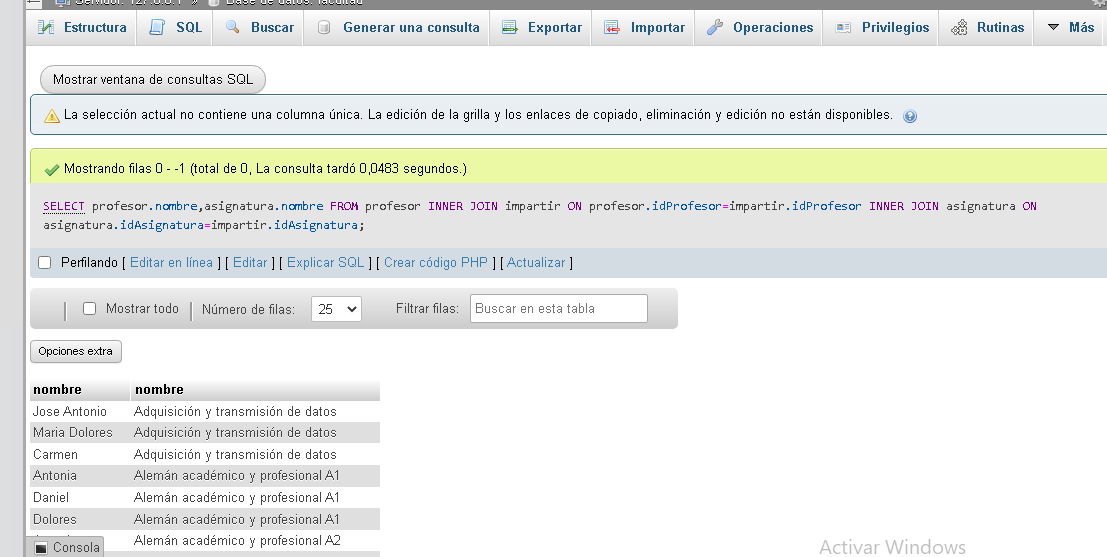 Servidor: 127.0.0.1 » Base de datos: facultad
Estructura SQL Buscar Generar una consulta Exportar Importar Operaciones Privilegios Rutinas Más
Mostrar ventana de consultas SQL
La selección actual no contiene una columna única. La edición de la grilla y los enlaces de copiado, eliminación y edición no están disponibles.
Mostrando filas 0 - -1 (total de 0, La consulta tardó 0,0483 segundos.)
SELECT profesor.nombre,asignatura.nombre FROM profesor INNER JOIN impartir ON profesor.idProfesor=impartir.idProfesor INNER JOIN asignatura ON
asignatura.idAsignatura=impartir.idAsignatura;
Perfilando [ Editar en línea ] [ Editar ] [ Explicar SQL ] [ Crear código PHP ] [ Actualizar ]
Mostrar todo Número de filas: 25 Filtrar filas: Buscar en esta tabla
Opciones extra
nombre nombre
Jose Antonio Adquisición y transmisión de datos
Maria Dolores Adquisición y transmisión de datos
Carmen Adquisición y transmisión de datos
Antonia Alemán académico y profesional A1
Daniel Alemán académico y profesional A1
Dolores Alemán académico y profesional A1
Alemán académico y profesional A2
Consola
Activar Windows